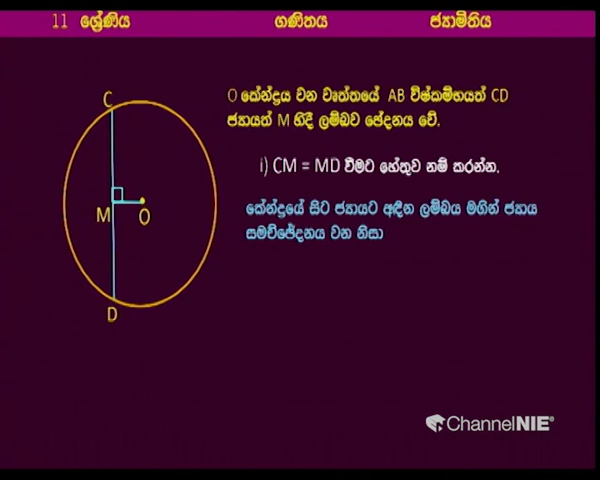 11 ශ්‍රේණිය ගණිතය ජ්‍යාමිතිය
O කේන්ද්‍රය වන වෘත්තයේ AB විෂ්කම්භයත් CD
ජ්‍යායත් M හිදී ලම්බව ඡේදනය වේ.
i) CM = MD වීමට හේතුව නම් කරන්න.
කේන්ද්‍රයේ සිට ජ්‍යායට අඳින ලම්බය මගින් ජ්‍යාය
සමච්ඡේදනය වන නිසා
C
M
O
D
ChannelNIE